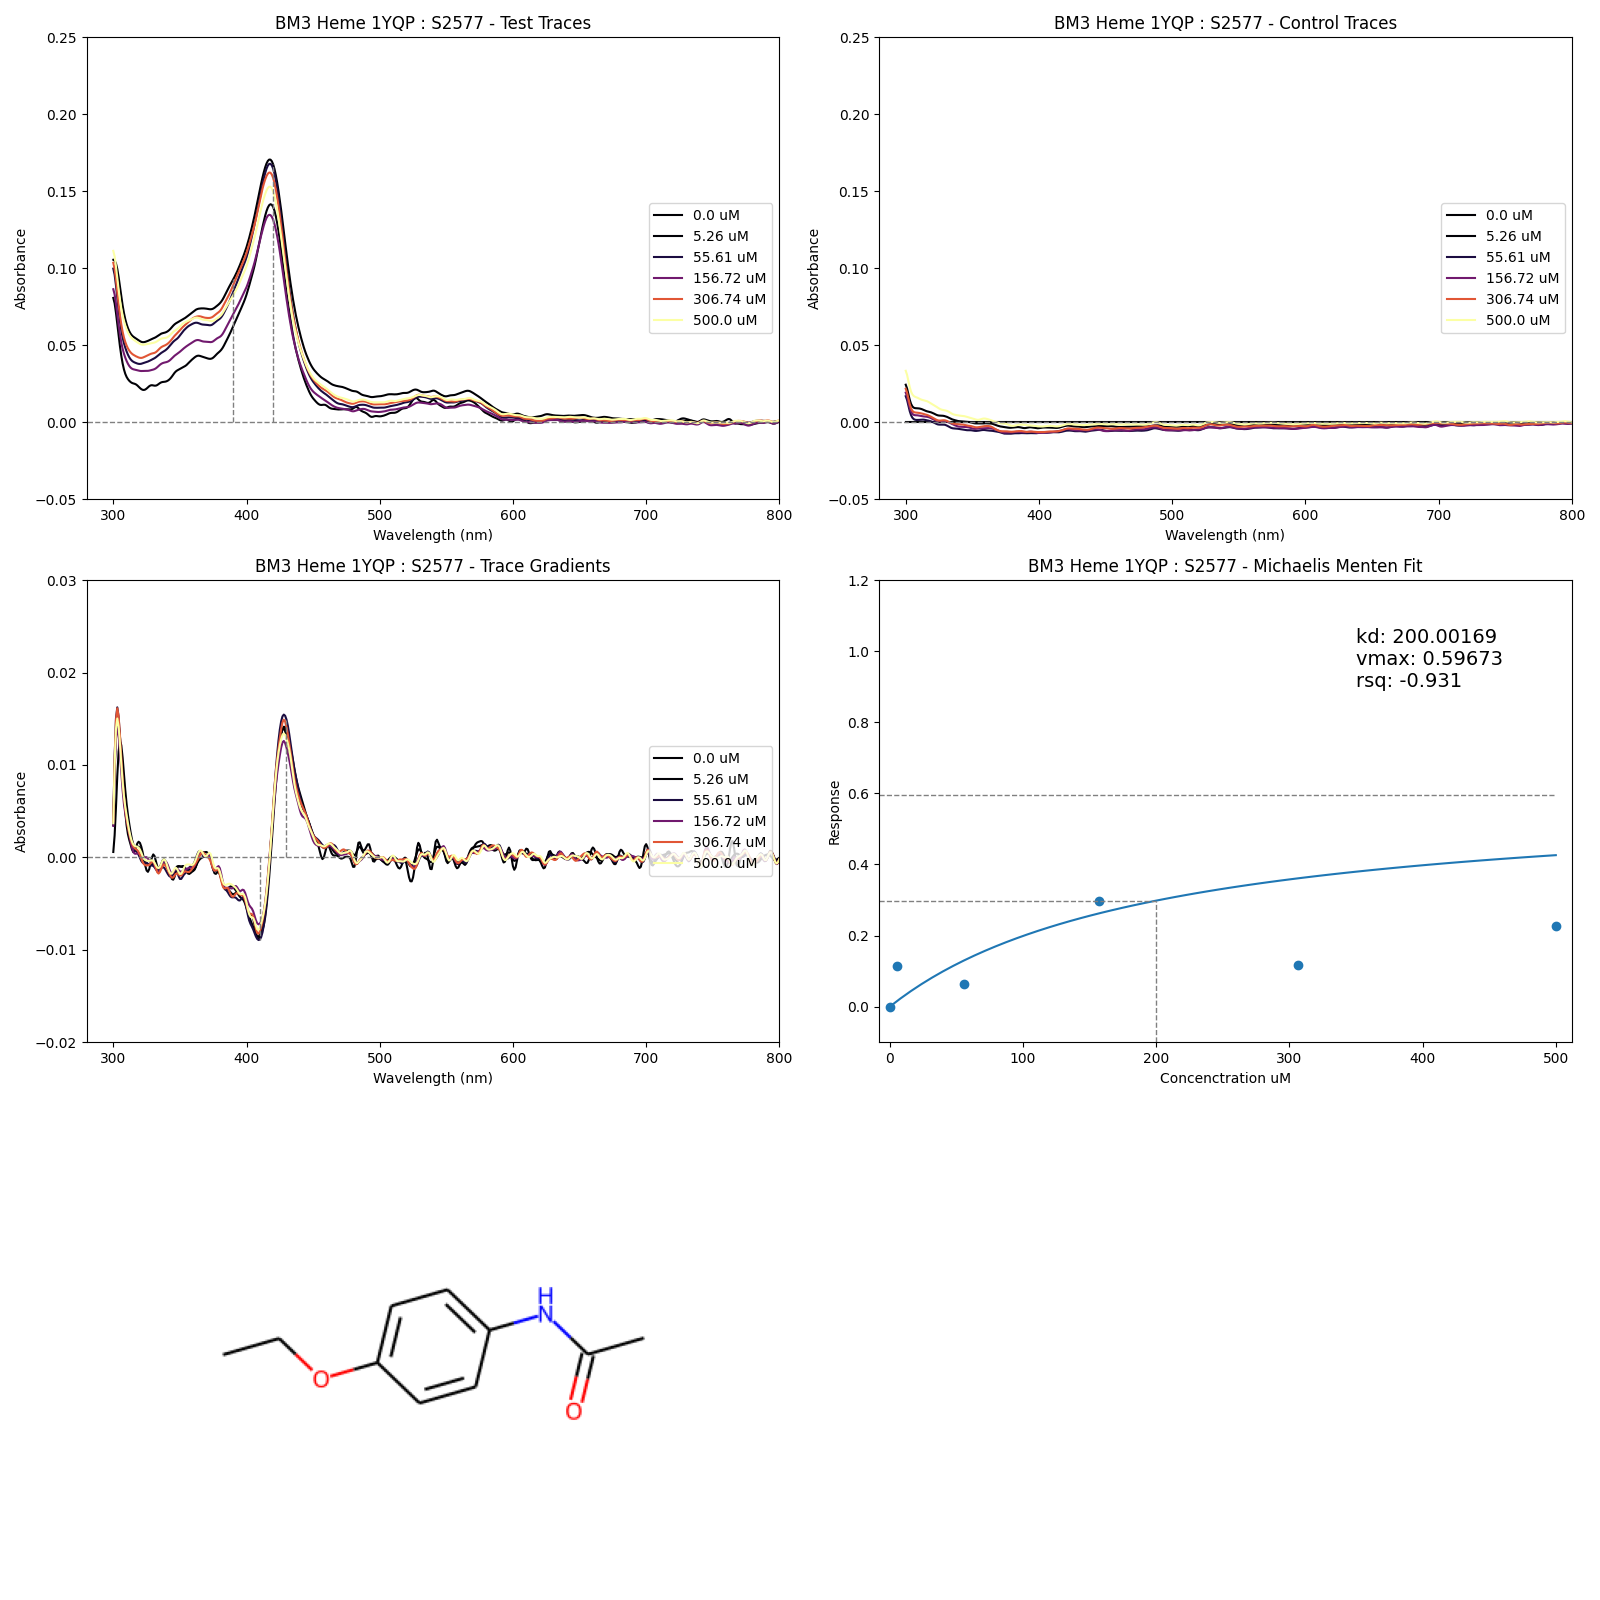 BM3 Heme 1YQP : S2577 - Test Traces
0.25
0.20
0.15
0.10
0.05
0.00
−0.05
Absorbance
300 400 500 600 700 800
Wavelength (nm)
0.0 uM
5.26 uM
55.61 uM
156.72 uM
306.74 uM
500.0 uM
BM3 Heme 1YQP : S2577 - Control Traces
0.25
0.20
0.15
0.10
0.05
0.00
−0.05
Absorbance
300 400 500 600 700 800
Wavelength (nm)
0.0 uM
5.26 uM
55.61 uM
156.72 uM
306.74 uM
500.0 uM
BM3 Heme 1YQP : S2577 - Trace Gradients
0.03
0.02
0.01
0.00
−0.01
−0.02
Absorbance
300 400 500 600 700 800
Wavelength (nm)
0.0 uM
5.26 uM
55.61 uM
156.72 uM
306.74 uM
500.0 uM
BM3 Heme 1YQP : S2577 - Michaelis Menten Fit
1.2
1.0
0.8
0.6
0.4
0.2
0.0
Response
0 100 200 300 400 500
Concenctration uM
kd: 200.00169
vmax: 0.59673
rsq: -0.931
H
N
O
O